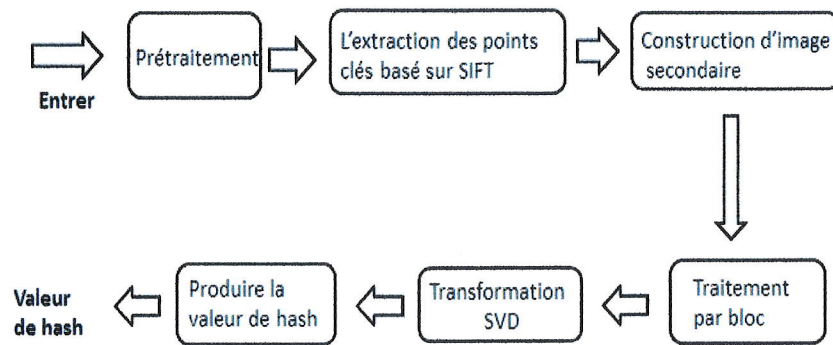 Entrer
Prétraitement
L'extraction des points
clés basé sur SIFT
Construction d'image
secondaire
Traitement
par bloc
Transformation
SVD
Produire la
valeur de hash
Valeur
de hash